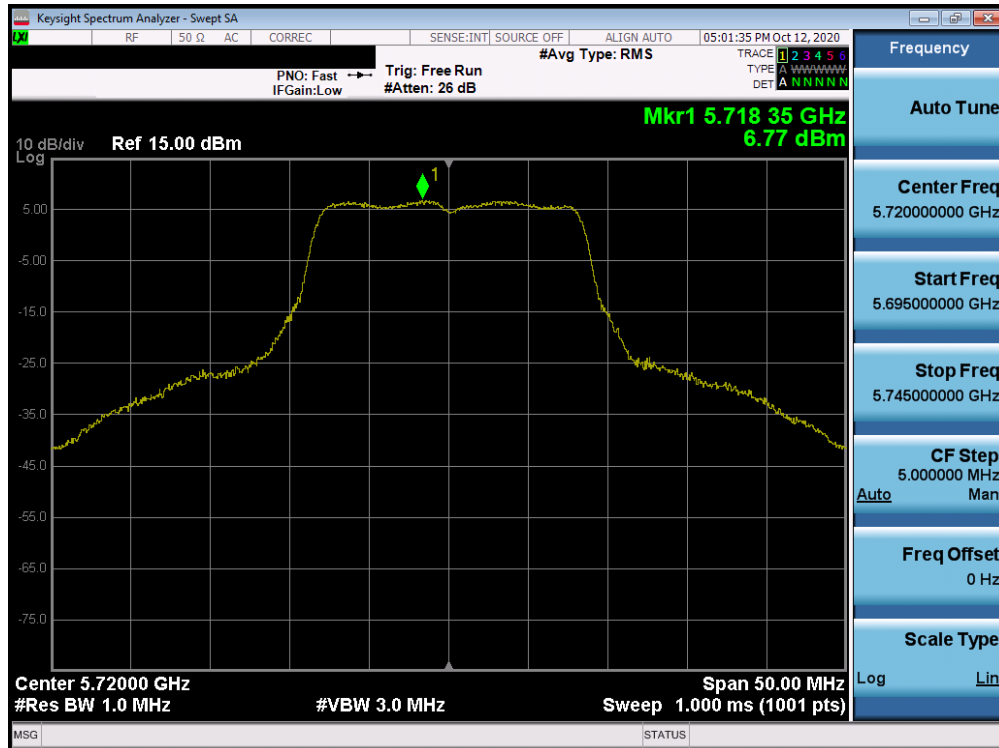 Keysight Spectrum Analyzer - Swept SA
LXI RF 50 Ω AC CORREC SENSE:INT SOURCE OFF ALIGN AUTO 05:01:35 PM Oct 12, 2020
#Avg Type: RMS TRACE 1 2 3 4 5 6
PNO: Fast Trig: Free Run TYPE A WWWWW
IFGain:Low #Atten: 26 dB DET A N N N N N
Frequency
Auto Tune
Mkr1 5.718 35 GHz
6.77 dBm
10 dB/div Ref 15.00 dBm
Log
1
5.00
-5.00
-15.0
-25.0
-35.0
-45.0
-55.0
-65.0
-75.0
Center 5.72000 GHz Span 50.00 MHz
#Res BW 1.0 MHz #VBW 3.0 MHz Sweep 1.000 ms (1001 pts)
Center Freq
5.720000000 GHz
Start Freq
5.695000000 GHz
Stop Freq
5.745000000 GHz
CF Step
5.000000 MHz
Auto Man
Freq Offset
0 Hz
Scale Type
Log Lin
MSG STATUS